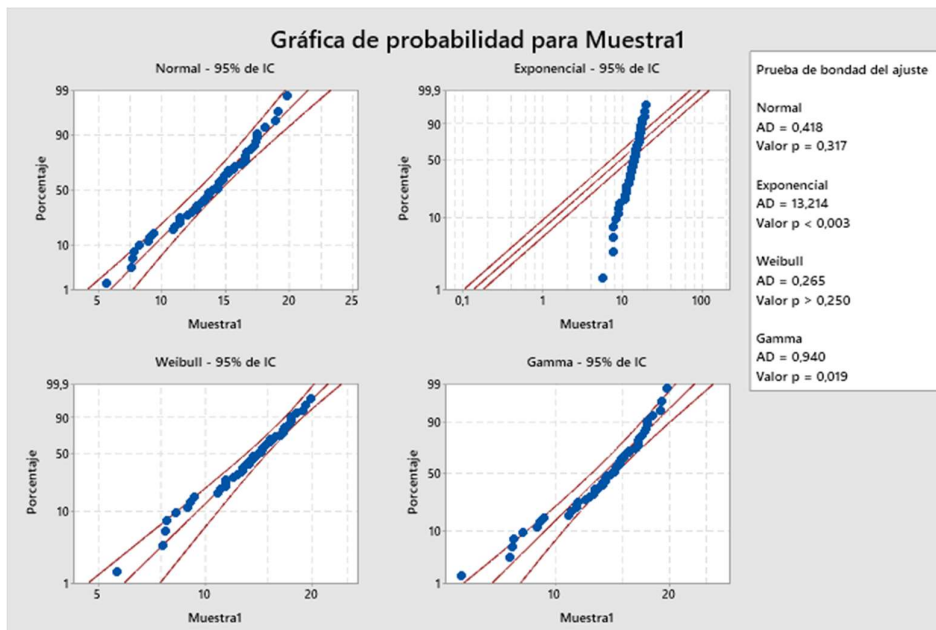 Gráfica de probabilidad para Muestra1
Normal - 95% de IC
99
90
50
10
1
Porcentaje
5
10
15
20
25
Muestra1
Exponencial - 95% de IC
99,9
90
50
10
1
Porcentaje
0,1
1
10
100
Muestra1
Weibull - 95% de IC
99,9
90
50
10
1
Porcentaje
5
10
20
Muestra1
Gamma - 95% de IC
99
90
50
10
1
Porcentaje
10
20
Muestra1
Prueba de bondad del ajuste
Normal
AD = 0,418
Valor p = 0,317
Exponencial
AD = 13,214
Valor p < 0,003
Weibull
AD = 0,265
Valor p > 0,250
Gamma
AD = 0,940
Valor p = 0,019